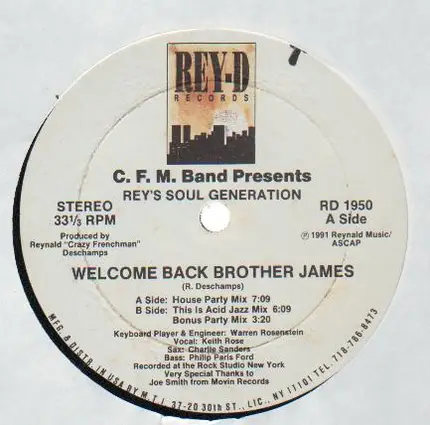 REY-D
RECORDS
C. F. M. Band Presents
REY'S SOUL GENERATION
STEREO
33⅓ RPM
RD 1950
A Side
Produced by
Reynald "Crazy Frenchman"
Deschamps
℗ 1991 Reynald Music/
ASCAP
WELCOME BACK BROTHER JAMES
(R. Deschamps)
A Side: House Party Mix 7:09
B Side: This Is Acid Jazz Mix 6:09
Bonus Party Mix 3:20
Keyboard Player & Engineer: Warren Rosenstein
Vocal: Keith Rose
Sax: Charlie Sanders
Bass: Philip Paris Ford
Recorded at the Rock Studio New York
Very Special Thanks to
Joe Smith from Movin Records
MFG. & DISTR. IN USA BY M.T.I. 37-20 30th ST., LIC., NY 11101 TEL. 718-786-8473